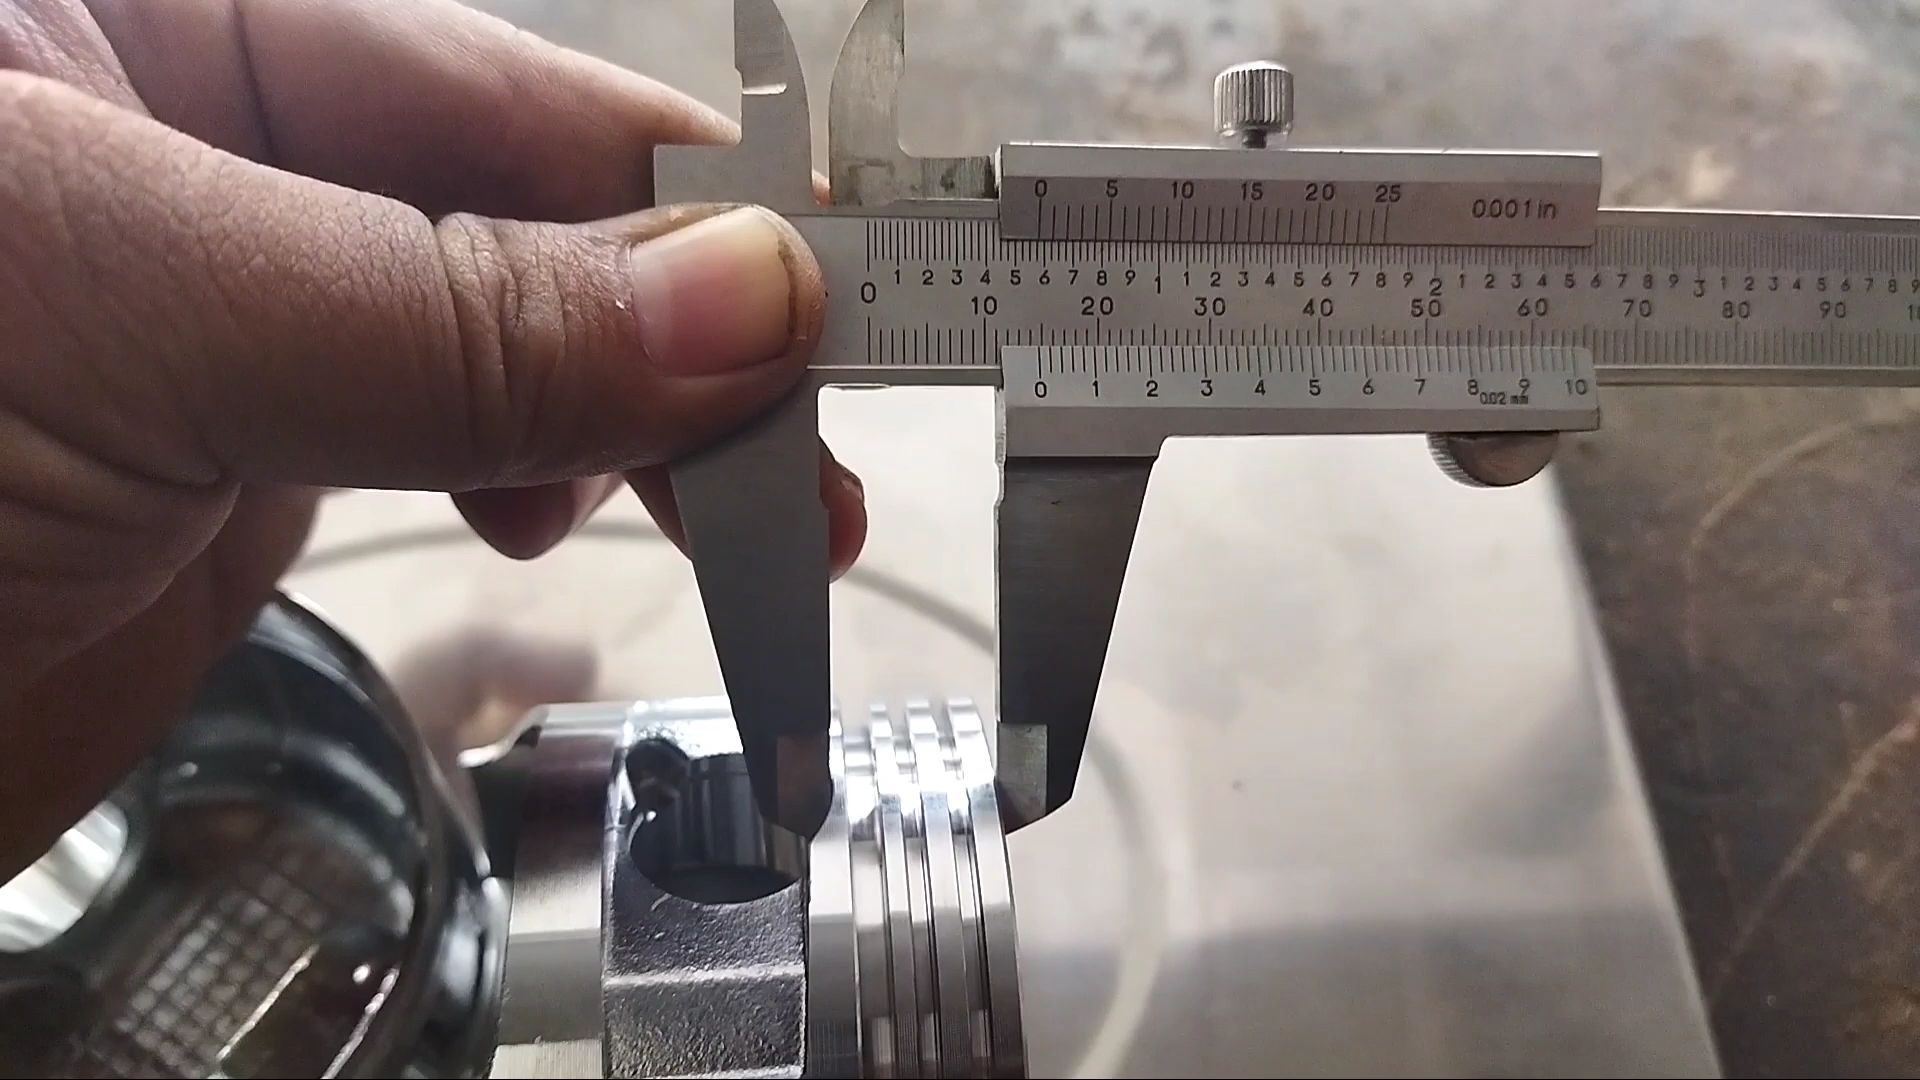 0 5 10 15 20 25 0.001 in
1 2 3 4 5 6 7 8 9 1 1 2 3 4 5 6 7 8 9 2 1 2 3 4 5 6 7 8 9 3 1 2 3 4 5 6 7 8 9
0 10 20 30 40 50 60 70 80 90
0 1 2 3 4 5 6 7 8 9 10
0.02 mm